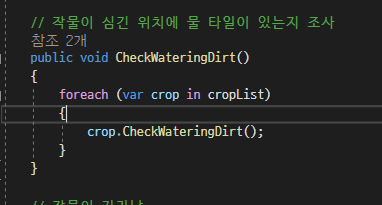 // 작물이 심긴 위치에 물 타일이 있는지 조사
참조 2개
public void CheckWateringDirt()
{
foreach (var crop in cropList)
{
crop.CheckWateringDirt();
}
}